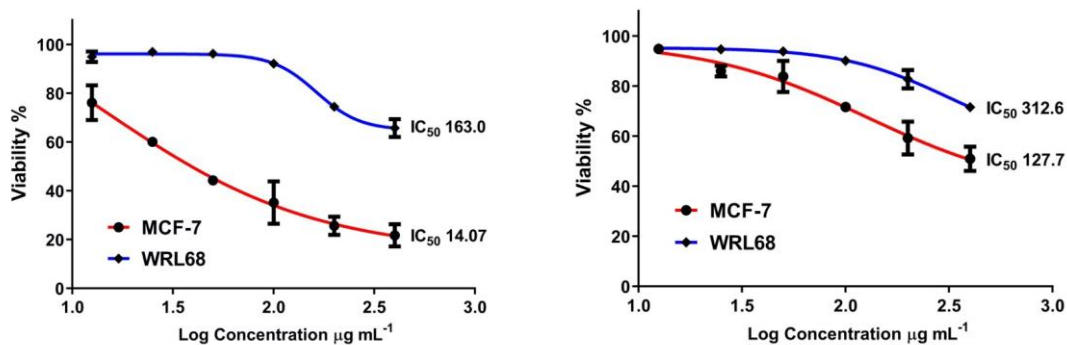 100
80
60
40
20
0
Viability %
IC50 163.0
IC50 14.07
MCF-7
WRL68
1.0 1.5 2.0 2.5 3.0
Log Concentration μg mL-1
100
80
60
40
20
0
Viability %
IC50 312.6
IC50 127.7
MCF-7
WRL68
1.0 1.5 2.0 2.5 3.0
Log Concentration μg mL-1